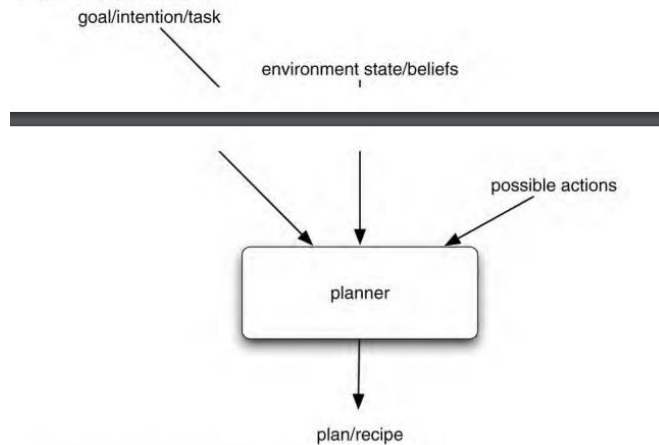 goal/intention/task
environment state/beliefs
possible actions
planner
plan/recipe